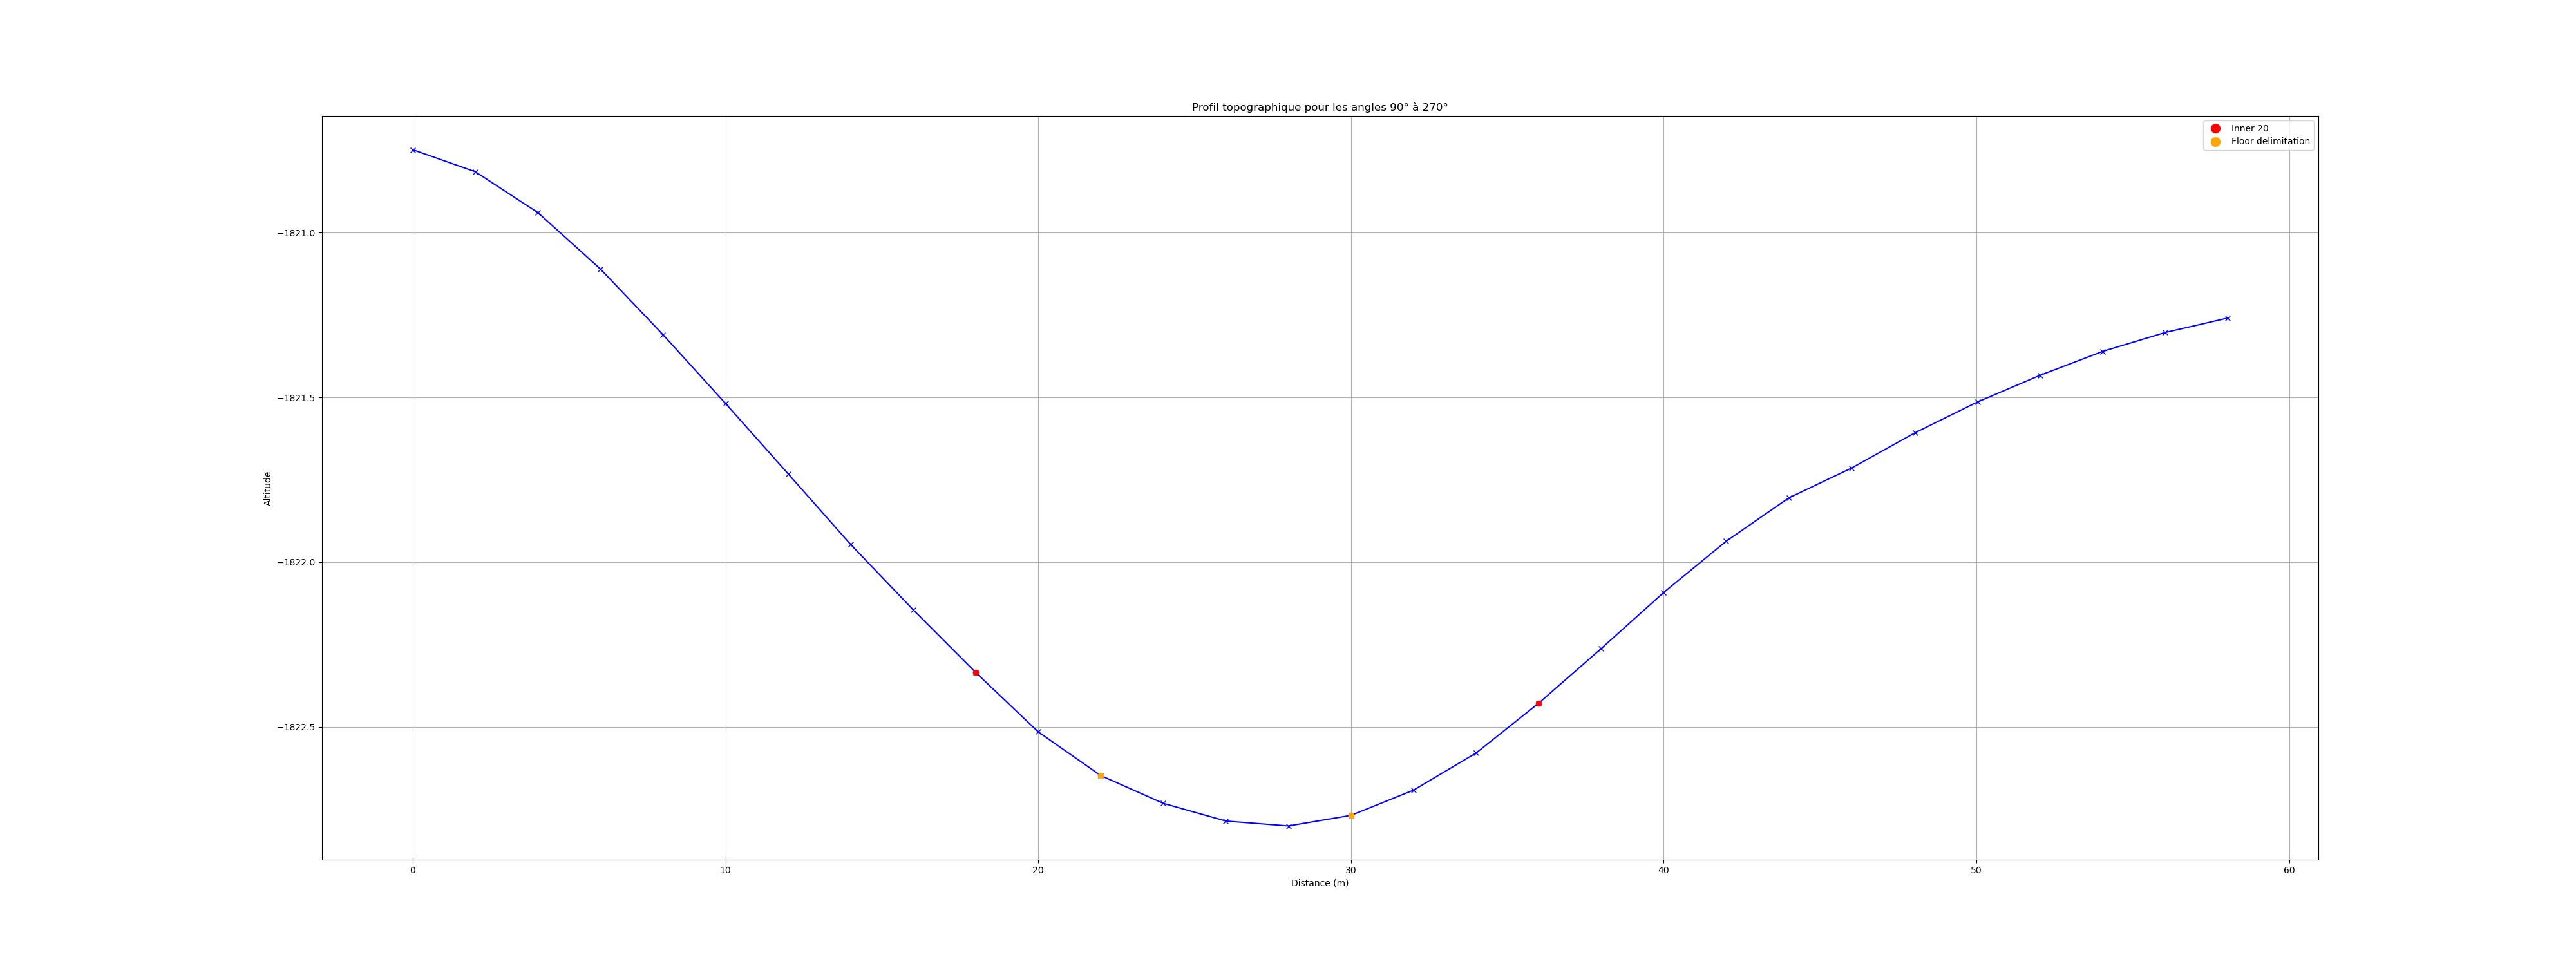 Profil topographique pour les angles 90° à 270°
Inner 20
Floor delimitation
−1821.0
−1821.5
−1822.0
−1822.5
Altitude
0 10 20 30 40 50 60
Distance (m)